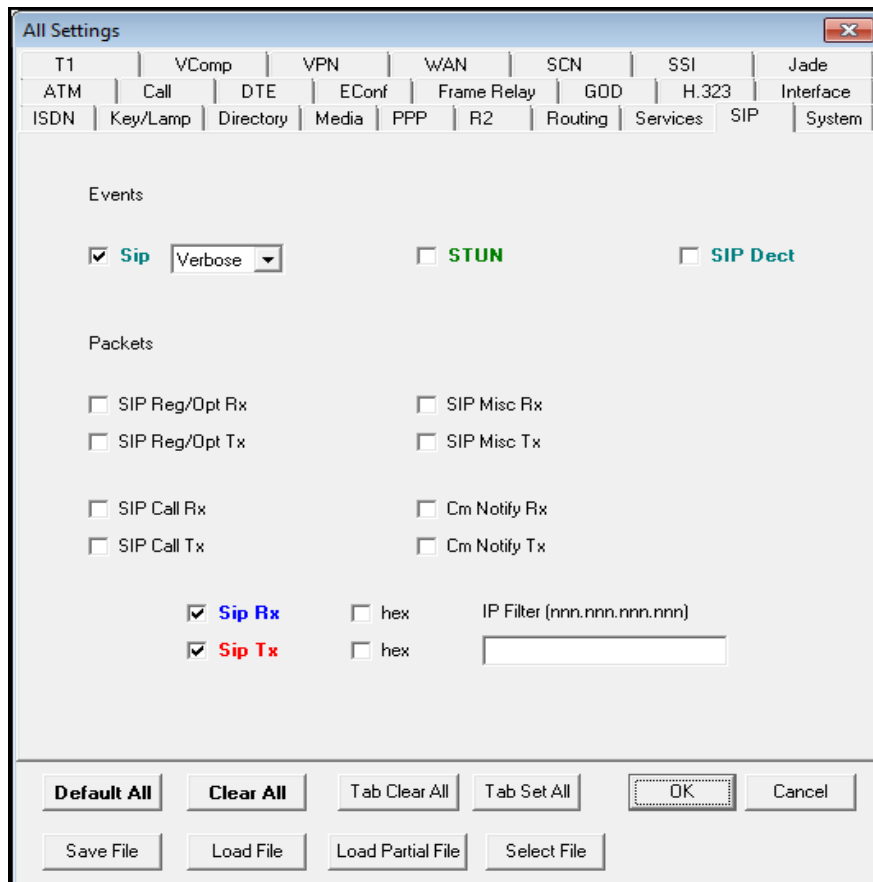 All Settings
T1 VComp VPN WAN SCN SSI Jade
ATM Call DTE EConf Frame Relay GOD H.323 Interface
ISDN Key/Lamp Directory Media PPP R2 Routing Services SIP System
Events
Sip Verbose STUN SIP Dect
Packets
SIP Reg/Opt Rx SIP Misc Rx
SIP Reg/Opt Tx SIP Misc Tx
SIP Call Rx Cm Notify Rx
SIP Call Tx Cm Notify Tx
Sip Rx hex IP Filter (nnn.nnn.nnn.nnn)
Sip Tx hex
Default All Clear All Tab Clear All Tab Set All OK Cancel
Save File Load File Load Partial File Select File